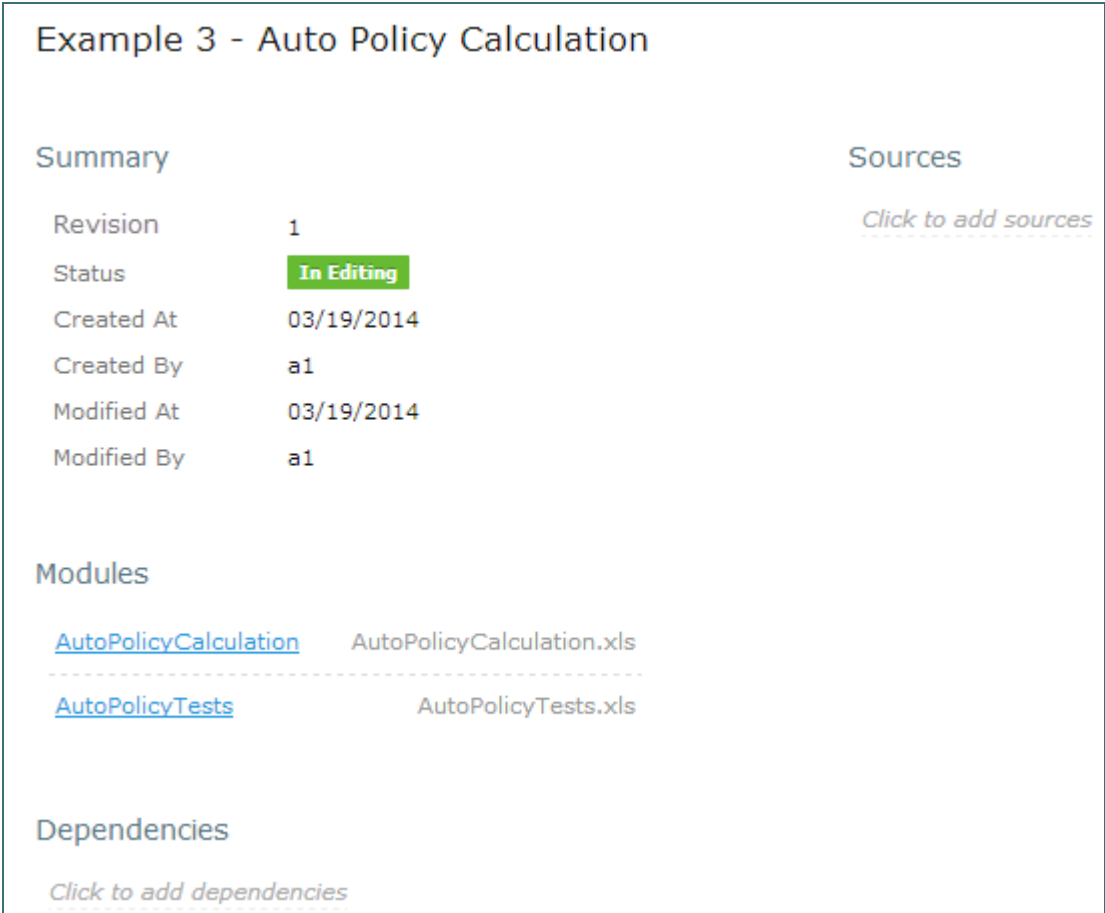 Example 3 - Auto Policy Calculation
Summary
Revision 1
Status In Editing
Created At 03/19/2014
Created By a1
Modified At 03/19/2014
Modified By a1
Sources
Click to add sources
Modules
AutoPolicyCalculation AutoPolicyCalculation.xls
AutoPolicyTests AutoPolicyTests.xls
Dependencies
Click to add dependencies